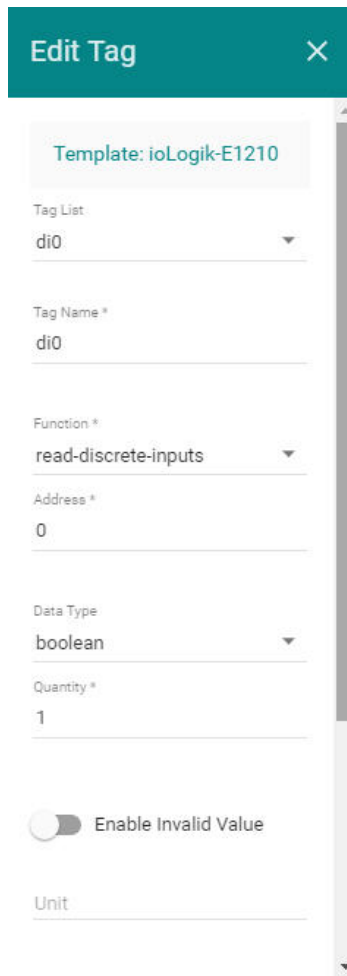 Edit Tag
Template: ioLogik-E1210
Tag List
di0
Tag Name *
di0
Function *
read-discrete-inputs
Address *
0
Data Type
boolean
Quantity *
1
Enable Invalid Value
Unit